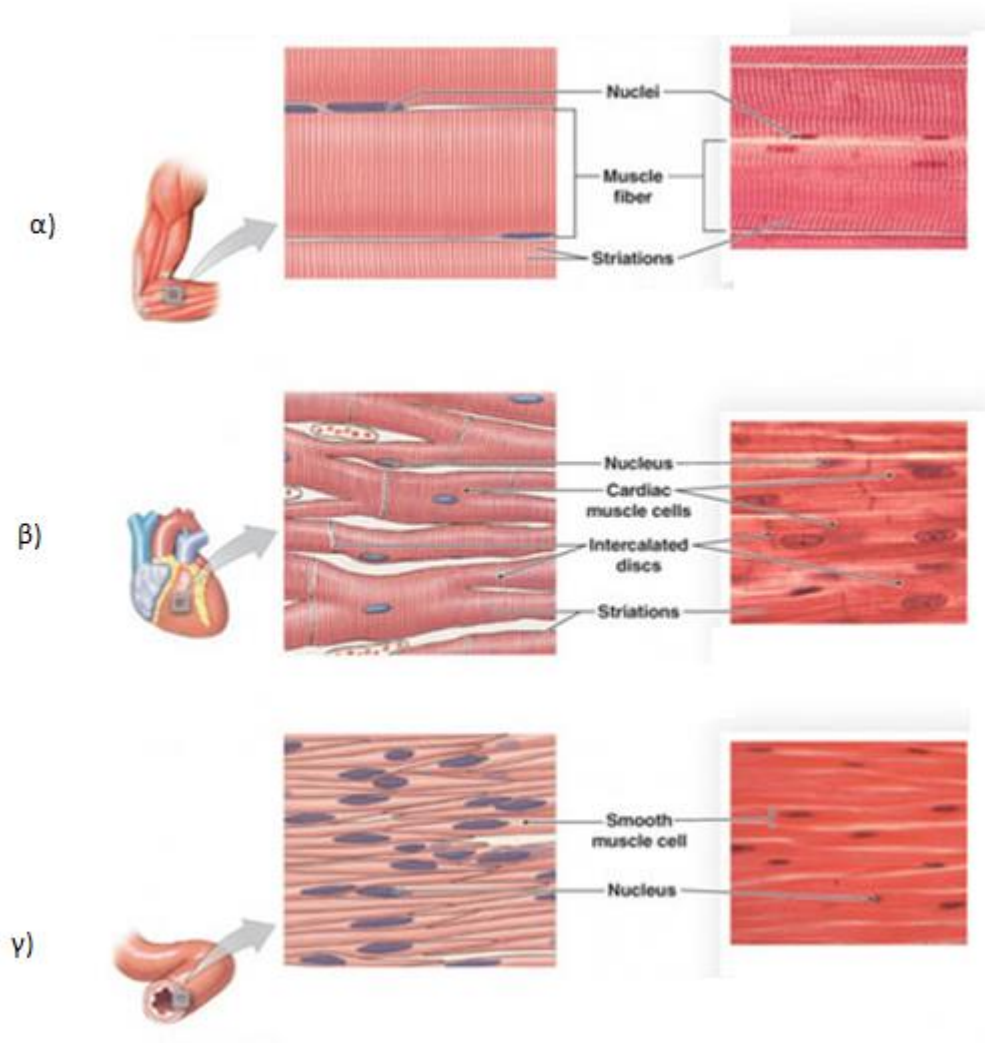 α)
Nuclei
Muscle
fiber
Striations
β)
Nucleus
Cardiac
muscle cells
Intercalated
discs
Striations
γ)
Smooth
muscle cell
Nucleus